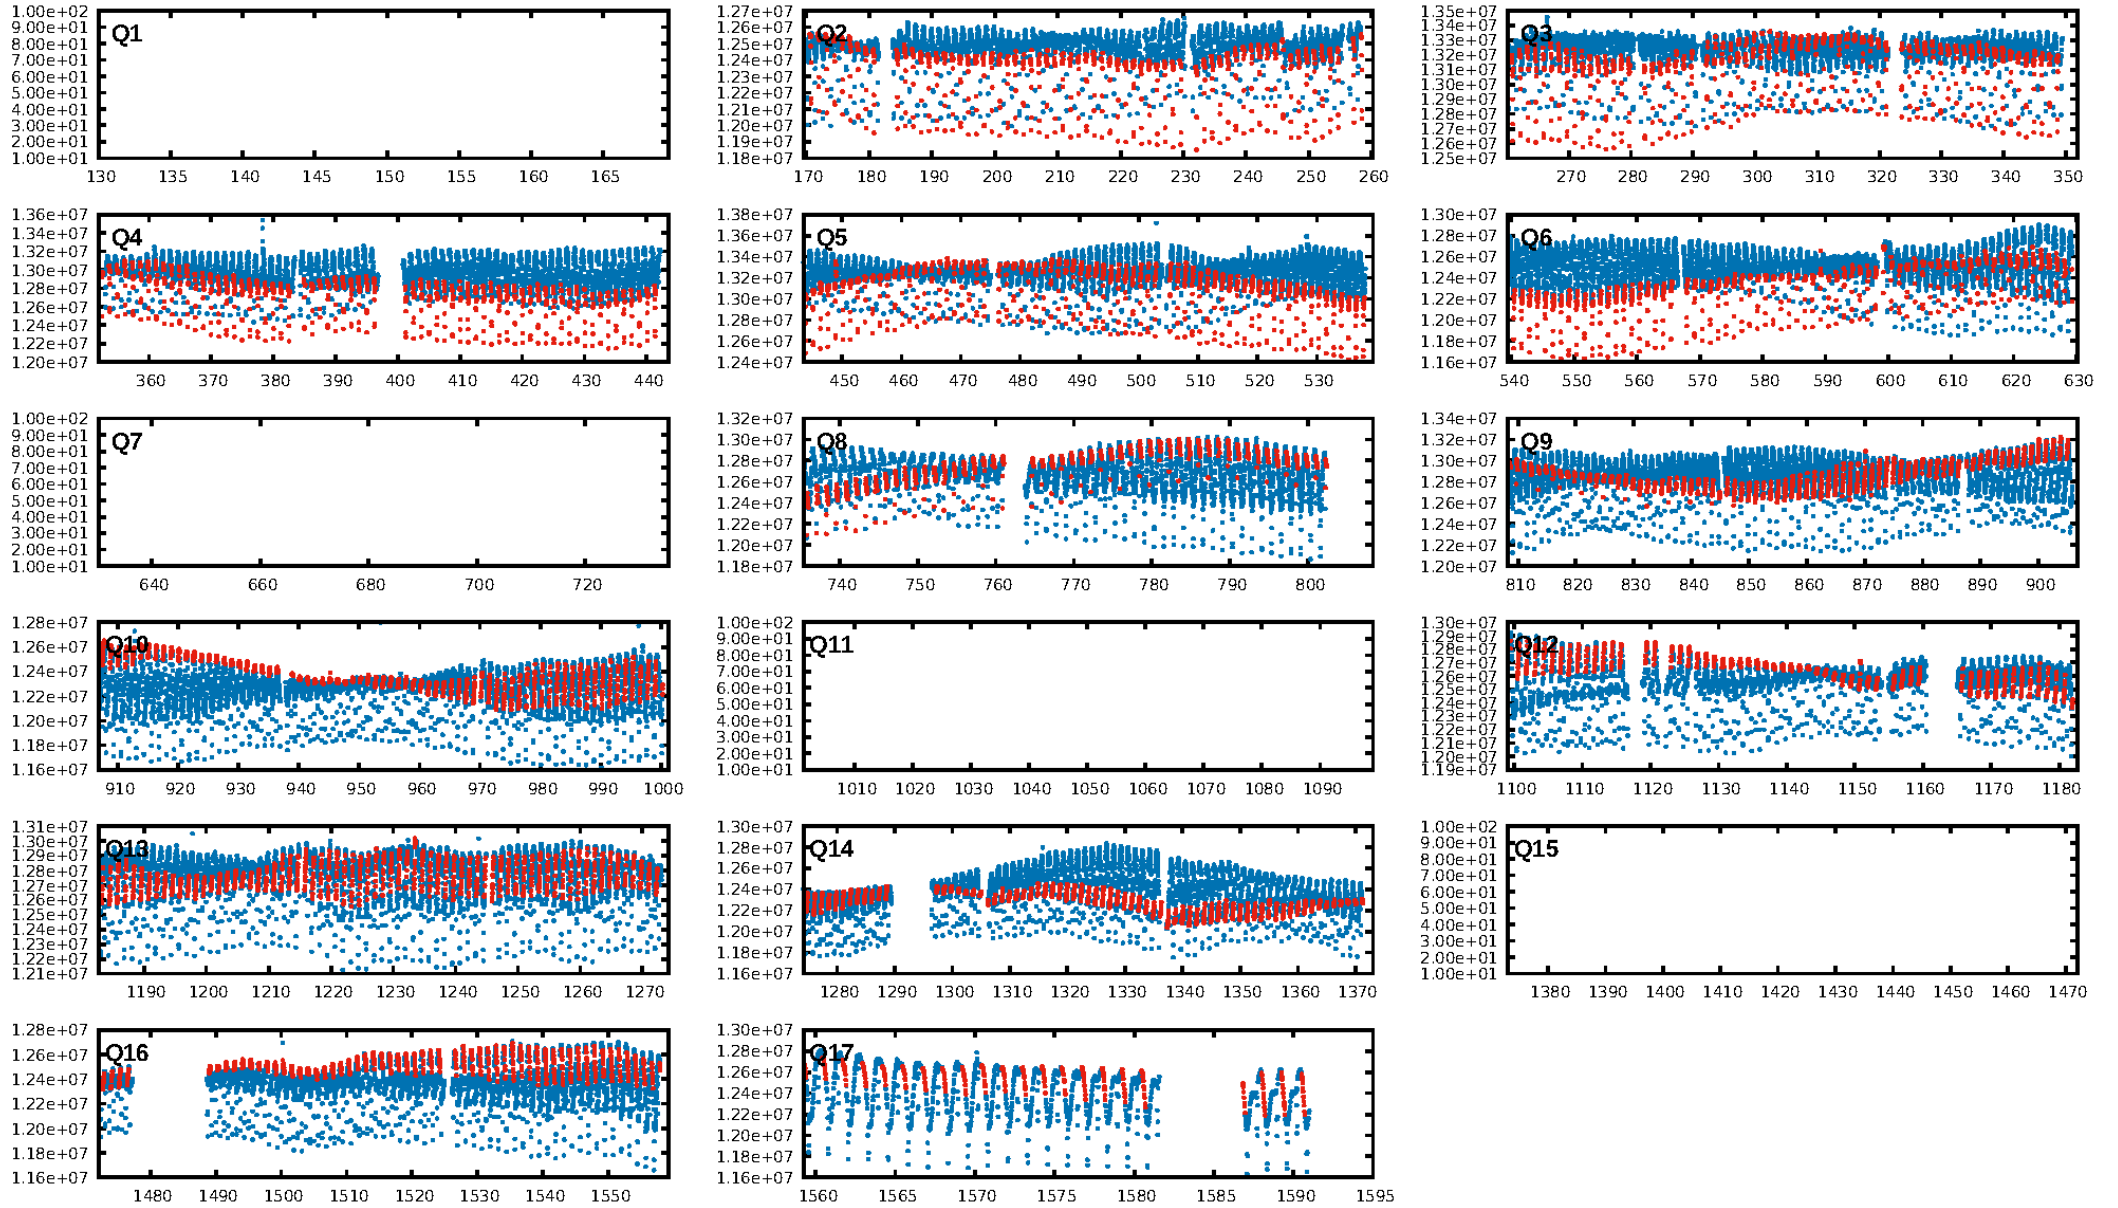 1.00e+02
9.00e+01
8.00e+01
7.00e+01
6.00e+01
5.00e+01
4.00e+01
3.00e+01
2.00e+01
1.00e+01
Q1
130 135 140 145 150 155 160 165
1.27e+07
1.26e+07
1.25e+07
1.24e+07
1.23e+07
1.22e+07
1.21e+07
1.20e+07
1.19e+07
1.18e+07
Q2
170 180 190 200 210 220 230 240 250 260
1.35e+07
1.34e+07
1.33e+07
1.32e+07
1.31e+07
1.30e+07
1.29e+07
1.28e+07
1.27e+07
1.26e+07
1.25e+07
Q3
270 280 290 300 310 320 330 340 350
1.36e+07
1.34e+07
1.32e+07
1.30e+07
1.28e+07
1.26e+07
1.24e+07
1.22e+07
1.20e+07
Q4
360 370 380 390 400 410 420 430 440
1.38e+07
1.36e+07
1.34e+07
1.32e+07
1.30e+07
1.28e+07
1.26e+07
1.24e+07
Q5
450 460 470 480 490 500 510 520 530
1.30e+07
1.28e+07
1.26e+07
1.24e+07
1.22e+07
1.20e+07
1.18e+07
1.16e+07
Q6
540 550 560 570 580 590 600 610 620 630
1.00e+02
9.00e+01
8.00e+01
7.00e+01
6.00e+01
5.00e+01
4.00e+01
3.00e+01
2.00e+01
1.00e+01
Q7
640 660 680 700 720
1.32e+07
1.30e+07
1.28e+07
1.26e+07
1.24e+07
1.22e+07
1.20e+07
1.18e+07
Q8
740 750 760 770 780 790 800
1.34e+07
1.32e+07
1.30e+07
1.28e+07
1.26e+07
1.24e+07
1.22e+07
1.20e+07
Q9
810 820 830 840 850 860 870 880 890 900
1.28e+07
1.26e+07
1.24e+07
1.22e+07
1.20e+07
1.18e+07
1.16e+07
Q10
910 920 930 940 950 960 970 980 990 1000
1.00e+02
9.00e+01
8.00e+01
7.00e+01
6.00e+01
5.00e+01
4.00e+01
3.00e+01
2.00e+01
1.00e+01
Q11
1010 1020 1030 1040 1050 1060 1070 1080 1090
1.30e+07
1.29e+07
1.28e+07
1.27e+07
1.26e+07
1.25e+07
1.24e+07
1.23e+07
1.22e+07
1.21e+07
1.20e+07
1.19e+07
Q12
1100 1110 1120 1130 1140 1150 1160 1170 1180
1.31e+07
1.30e+07
1.29e+07
1.28e+07
1.27e+07
1.26e+07
1.25e+07
1.24e+07
1.23e+07
1.22e+07
1.21e+07
Q13
1190 1200 1210 1220 1230 1240 1250 1260 1270
1.30e+07
1.28e+07
1.26e+07
1.24e+07
1.22e+07
1.20e+07
1.18e+07
1.16e+07
Q14
1280 1290 1300 1310 1320 1330 1340 1350 1360 1370
1.00e+02
9.00e+01
8.00e+01
7.00e+01
6.00e+01
5.00e+01
4.00e+01
3.00e+01
2.00e+01
1.00e+01
Q15
1380 1390 1400 1410 1420 1430 1440 1450 1460 1470
1.28e+07
1.26e+07
1.24e+07
1.22e+07
1.20e+07
1.18e+07
1.16e+07
Q16
1480 1490 1500 1510 1520 1530 1540 1550
1.30e+07
1.28e+07
1.26e+07
1.24e+07
1.22e+07
1.20e+07
1.18e+07
1.16e+07
Q17
1560 1565 1570 1575 1580 1585 1590 1595